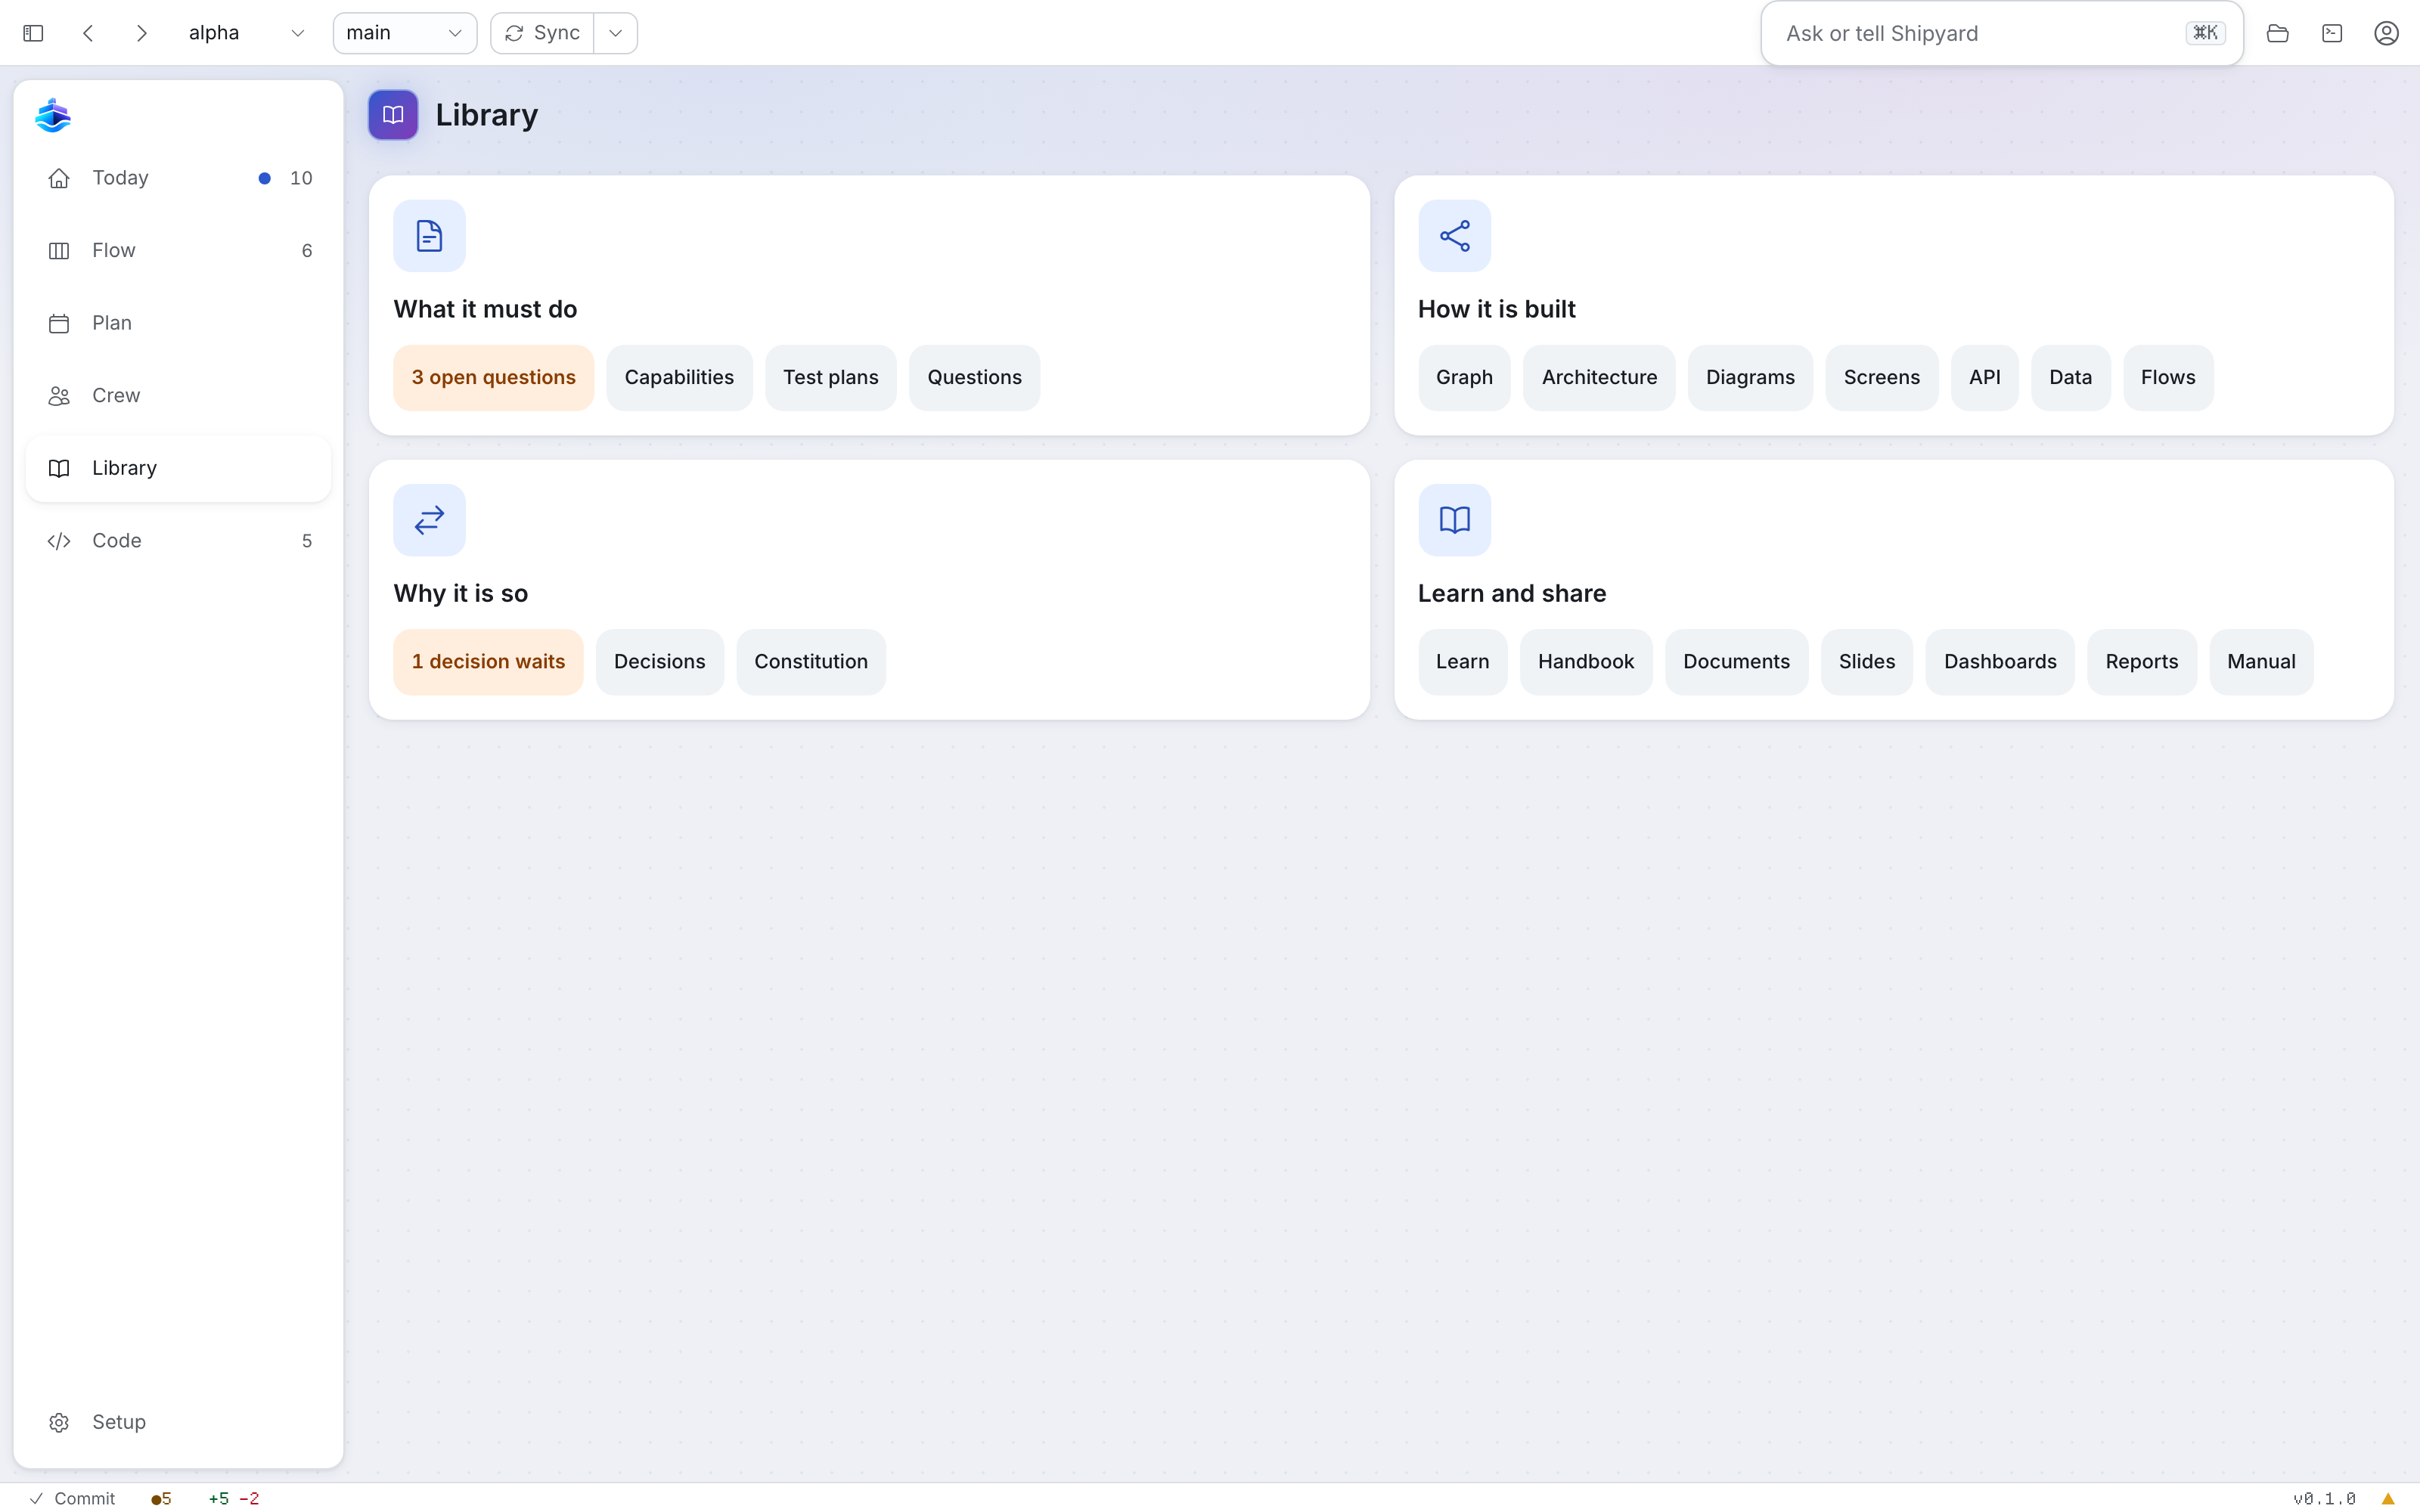 alpha main Sync Ask or tell Shipyard ⌘K
Library
Today 10
Flow 6
Plan
Crew
Library
Code 5
Setup
What it must do
3 open questions Capabilities Test plans Questions
How it is built
Graph Architecture Diagrams Screens API Data Flows
Why it is so
1 decision waits Decisions Constitution
Learn and share
Learn Handbook Documents Slides Dashboards Reports Manual
Commit ●5 +5 −2 v0.1.0